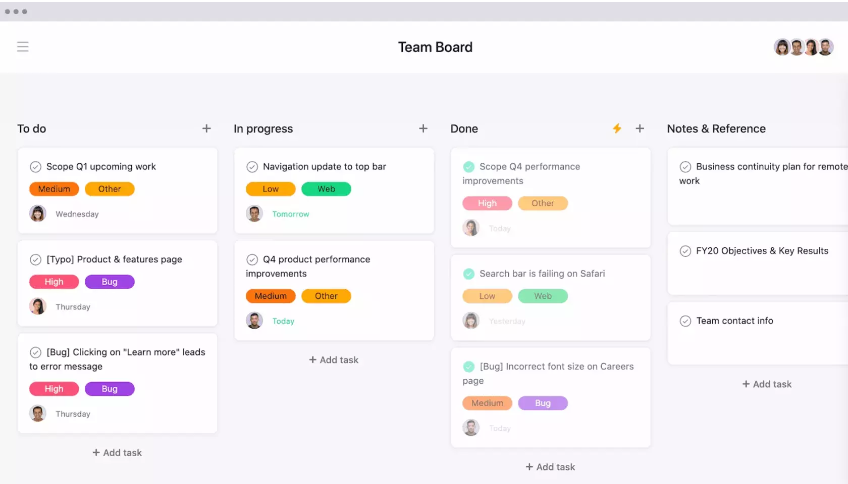 Team Board
To do
Scope Q1 upcoming work
Medium
Other
Wednesday
[Typo] Product & features page
High
Bug
Thursday
[Bug] Clicking on "Learn more" leads
to error message
High
Bug
Thursday
+ Add task
In progress
Navigation update to top bar
Low
Web
Tomorrow
Q4 product performance
improvements
Medium
Other
Today
+ Add task
Done
Scope Q4 performance
improvements
High
Other
Today
Search bar is failing on Safari
Low
Web
Yesterday
[Bug] Incorrect font size on Careers
page
Medium
Bug
Today
+ Add task
Notes & Reference
Business continuity plan for remote
work
FY20 Objectives & Key Results
Team contact info
+ Add task